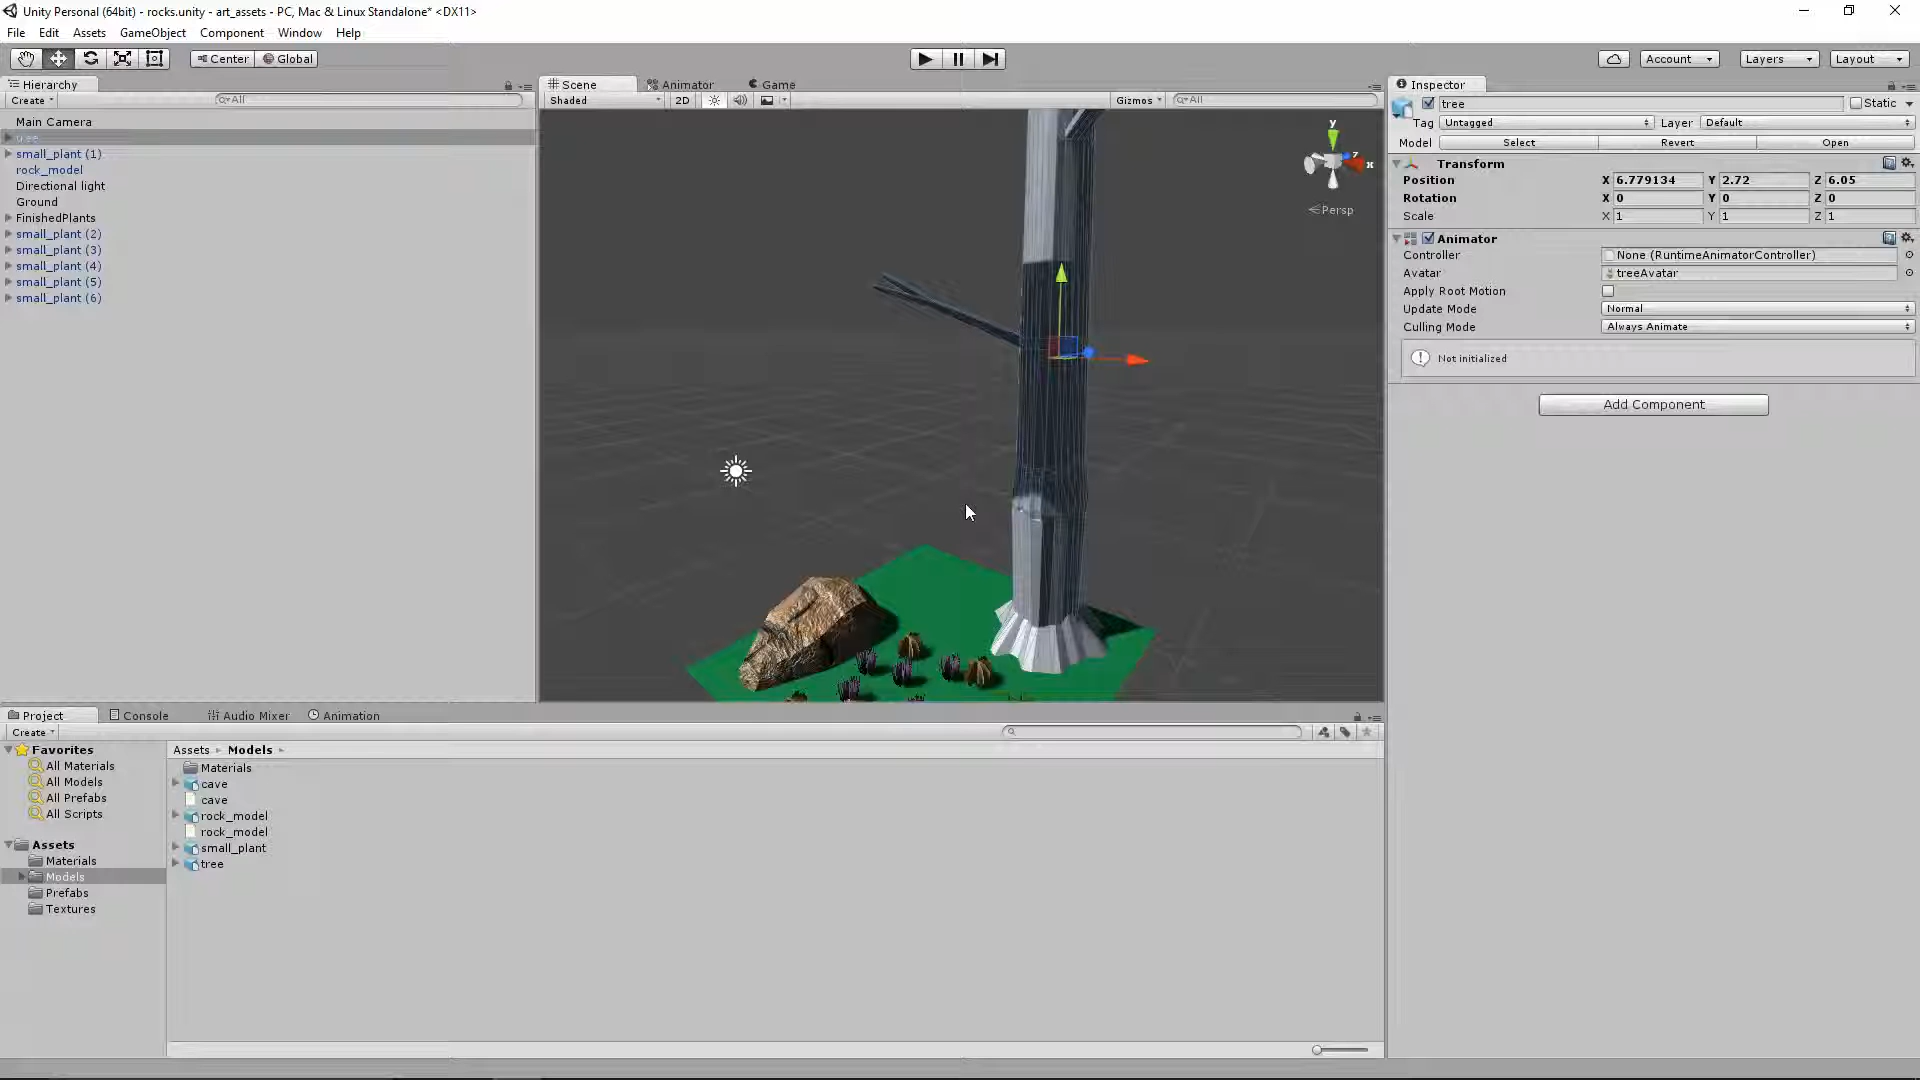 Unity Personal (64bit) - rocks.unity - art_assets - PC, Mac & Linux Standalone* <DX11>
File Edit Assets GameObject Component Window Help
Center Global Account Layers Layout
Hierarchy
Create All
Main Camera
tree
small_plant (1)
rock_model
Directional light
Ground
FinishedPlants
small_plant (2)
small_plant (3)
small_plant (4)
small_plant (5)
small_plant (6)
Scene Animator Game
Shaded 2D Gizmos All
y
z
x
Persp
Inspector
tree Static
Tag Untagged Layer Default
Model Select Revert Open
Transform
Position X 6.779134 Y 2.72 Z 6.05
Rotation X 0 Y 0 Z 0
Scale X 1 Y 1 Z 1
Animator
Controller None (RuntimeAnimatorController)
Avatar treeAvatar
Apply Root Motion
Update Mode Normal
Culling Mode Always Animate
Not initialized
Add Component
Project Console Audio Mixer Animation
Create
Favorites
All Materials
All Models
All Prefabs
All Scripts
Assets
Materials
Models
Prefabs
Textures
Assets Models
Materials
cave
cave
rock_model
rock_model
small_plant
tree